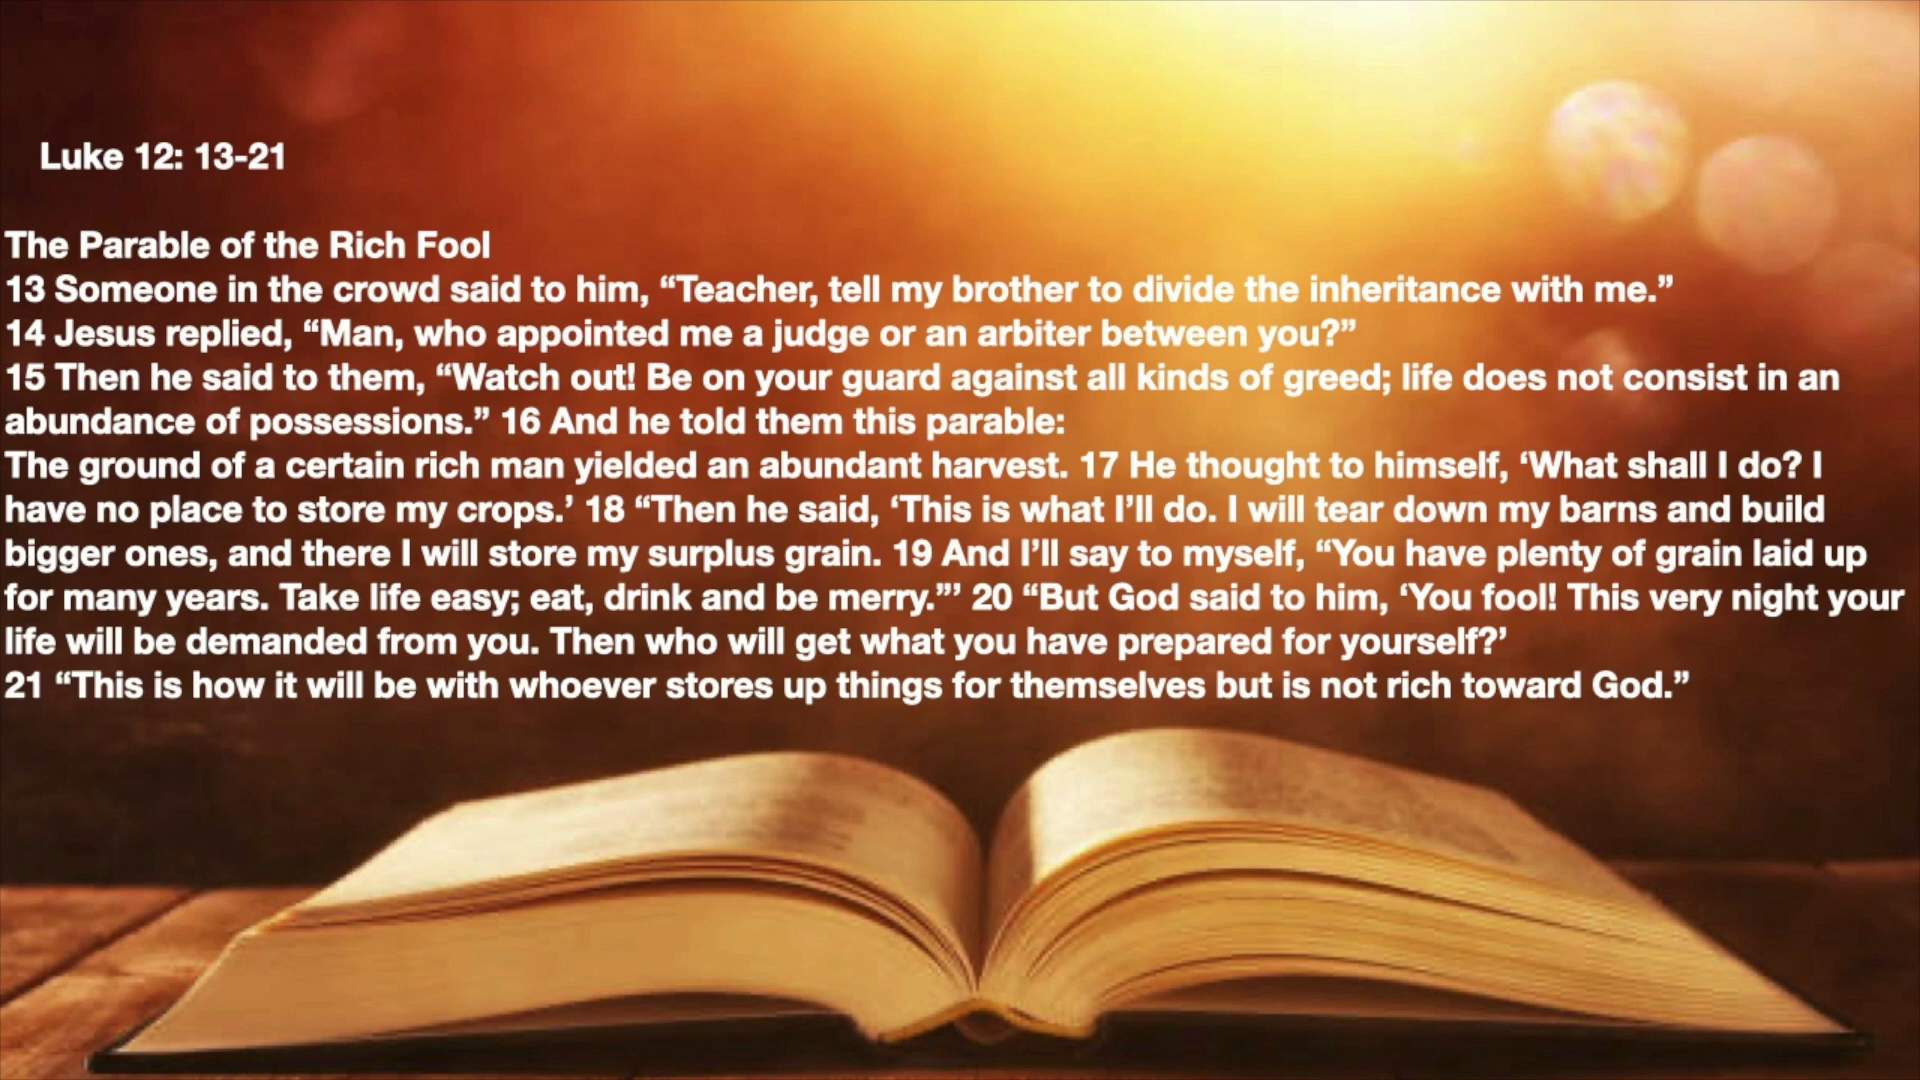 Luke 12: 13-21
The Parable of the Rich Fool
13 Someone in the crowd said to him, “Teacher, tell my brother to divide the inheritance with me.”
14 Jesus replied, “Man, who appointed me a judge or an arbiter between you?”
15 Then he said to them, “Watch out! Be on your guard against all kinds of greed; life does not consist in an
abundance of possessions.” 16 And he told them this parable:
The ground of a certain rich man yielded an abundant harvest. 17 He thought to himself, ‘What shall I do? I
have no place to store my crops.’ 18 “Then he said, ‘This is what I’ll do. I will tear down my barns and build
bigger ones, and there I will store my surplus grain. 19 And I’ll say to myself, “You have plenty of grain laid up
for many years. Take life easy; eat, drink and be merry.”’ 20 “But God said to him, ‘You fool! This very night your
life will be demanded from you. Then who will get what you have prepared for yourself?’
21 “This is how it will be with whoever stores up things for themselves but is not rich toward God.”